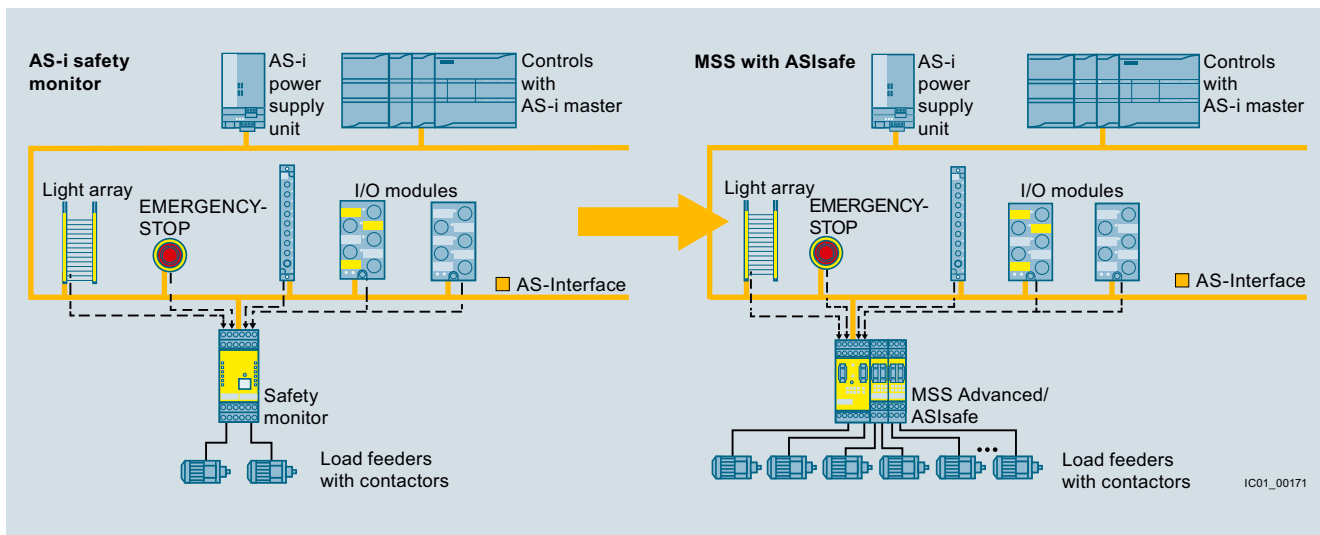 AS-i safety
monitor
AS-i
power
supply
unit
Controls
with
AS-i master
Light array
EMERGENCY-
STOP
I/O modules
AS-Interface
Safety
monitor
Load feeders
with contactors
MSS with ASIsafe
AS-i
power
supply
unit
Controls
with
AS-i master
Light array
EMERGENCY-
STOP
I/O modules
AS-Interface
MSS Advanced/
ASIsafe
Load feeders
with contactors
IC01_00171